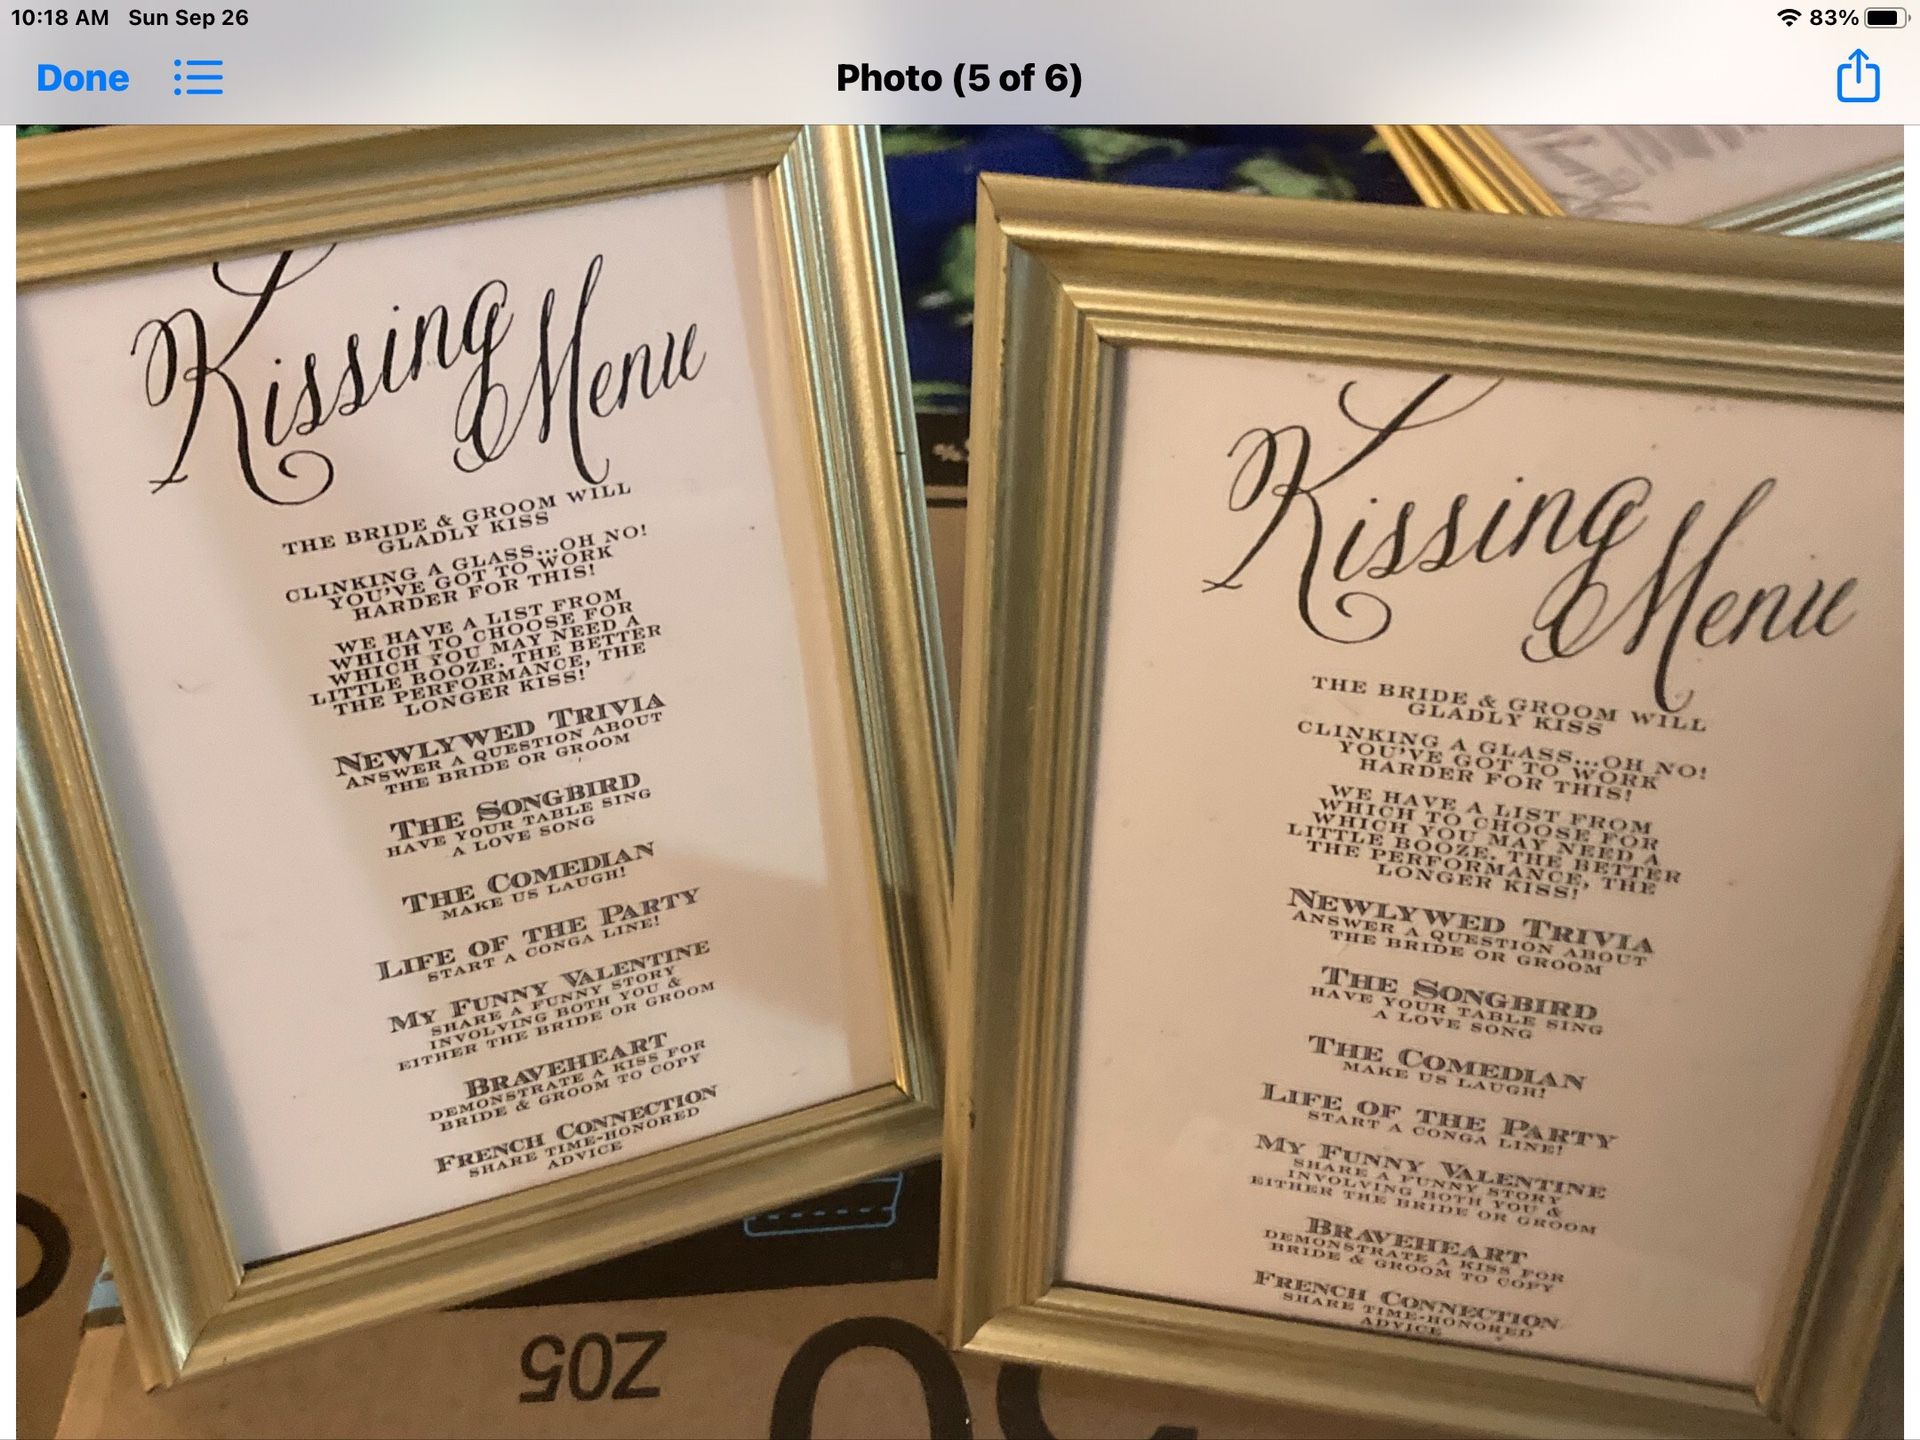 10:18 AM Sun Sep 26
83%
Done
Photo (5 of 6)
Kissing
Menu
THE BRIDE & GROOM WILL
GLADLY KISS
CLINKING A GLASS...OH NO!
YOU'VE GOT TO WORK
HARDER FOR THIS!
WE HAVE A LIST FROM
WHICH TO CHOOSE FOR
WHICH YOU MAY NEED A
LITTLE BOOZE. THE BETTER
THE PERFORMANCE, THE
LONGER KISS!
NEWLYWED TRIVIA
ANSWER A QUESTION ABOUT
THE BRIDE OR GROOM
THE SONGBIRD
HAVE YOUR TABLE SING
A LOVE SONG
THE COMEDIAN
MAKE US LAUGH!
LIFE OF THE PARTY
START A CONGA LINE!
MY FUNNY VALENTINE
SHARE A FUNNY STORY
INVOLVING BOTH YOU &
EITHER THE BRIDE OR GROOM
BRAVEHEART
DEMONSTRATE A KISS FOR
BRIDE & GROOM TO COPY
FRENCH CONNECTION
SHARE TIME-HONORED
ADVICE
Kissing
Menu
THE BRIDE & GROOM WILL
GLADLY KISS
CLINKING A GLASS...OH NO!
YOU'VE GOT TO WORK
HARDER FOR THIS!
WE HAVE A LIST FROM
WHICH TO CHOOSE FOR
WHICH YOU MAY NEED A
LITTLE BOOZE. THE BETTER
THE PERFORMANCE, THE
LONGER KISS!
NEWLYWED TRIVIA
ANSWER A QUESTION ABOUT
THE BRIDE OR GROOM
THE SONGBIRD
HAVE YOUR TABLE SING
A LOVE SONG
THE COMEDIAN
MAKE US LAUGH!
LIFE OF THE PARTY
START A CONGA LINE!
MY FUNNY VALENTINE
SHARE A FUNNY STORY
INVOLVING BOTH YOU &
EITHER THE BRIDE OR GROOM
BRAVEHEART
DEMONSTRATE A KISS FOR
BRIDE & GROOM TO COPY
FRENCH CONNECTION
SHARE TIME-HONORED
ADVICE
Z05